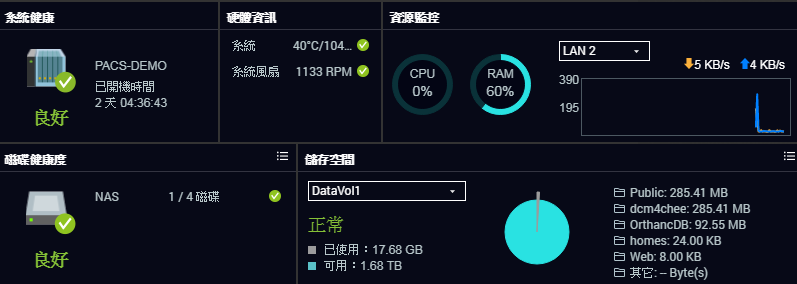 系統健康
PACS-DEMO
已開機時間
2 天 04:36:43
良好
硬體資訊
系統 40°C/104...
系統風扇 1133 RPM
資源監控
CPU
0%
RAM
60%
LAN 2
5 KB/s 4 KB/s
390
195
磁碟健康度
NAS 1 / 4 磁碟
良好
儲存空間
DataVol1
正常
已使用：17.68 GB
可用：1.68 TB
Public: 285.41 MB
dcm4chee: 285.41 MB
OrthancDB: 92.55 MB
homes: 24.00 KB
Web: 8.00 KB
其它: -- Byte(s)